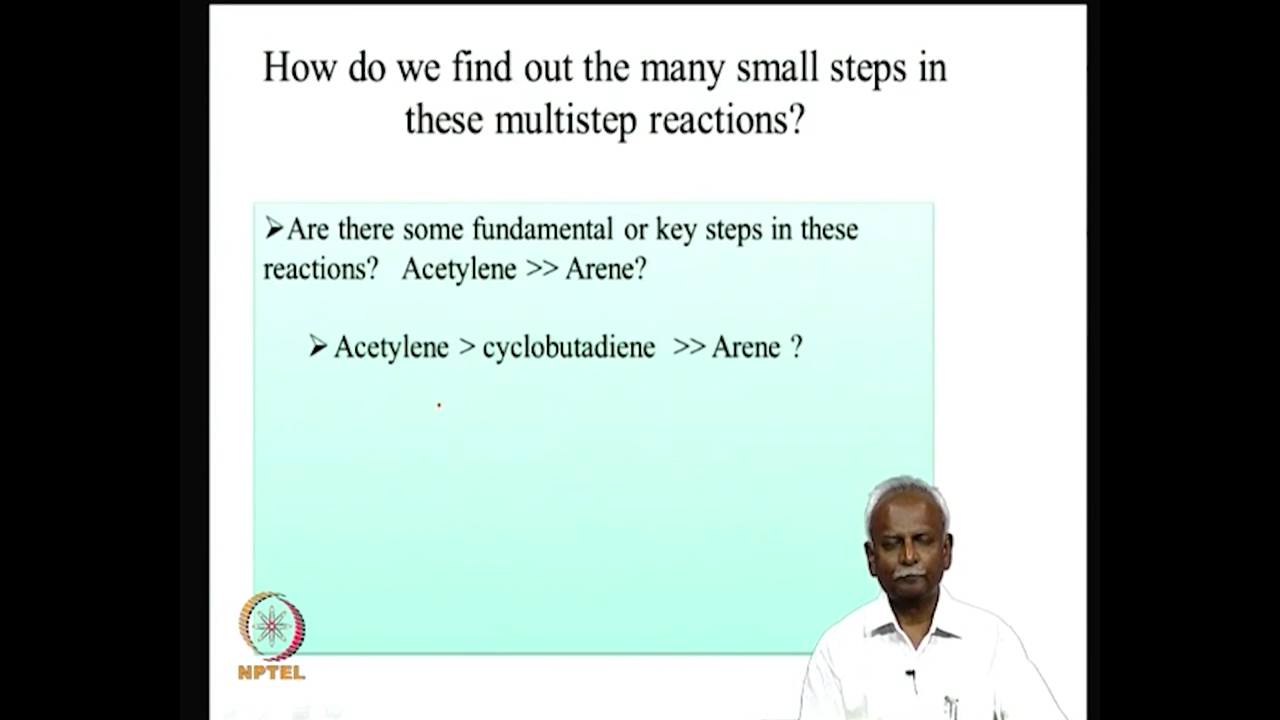 How do we find out the many small steps in
these multistep reactions?
➢Are there some fundamental or key steps in these
reactions? Acetylene >> Arene?
➢Acetylene > cyclobutadiene >> Arene ?
NPTEL